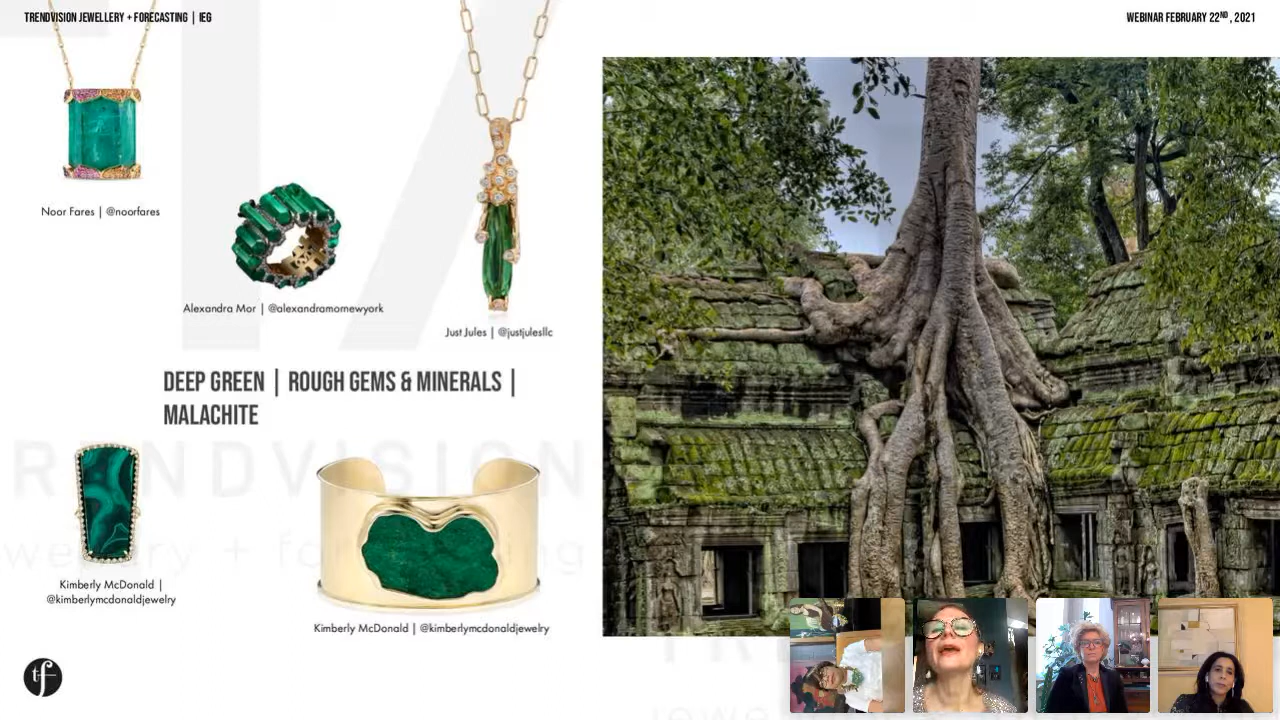 TRENDVISION JEWELLERY + FORECASTING | IEG
WEBINAR FEBRUARY 22ND, 2021
Noor Fares | @noorfares
Alexandra Mor | @alexandramornewyork
Just Jules | @justjulesllc
DEEP GREEN | ROUGH GEMS & MINERALS |
MALACHITE
Kimberly McDonald |
@kimberlymcdonaldjewelry
Kimberly McDonald | @kimberlymcdonaldjewelry
tf